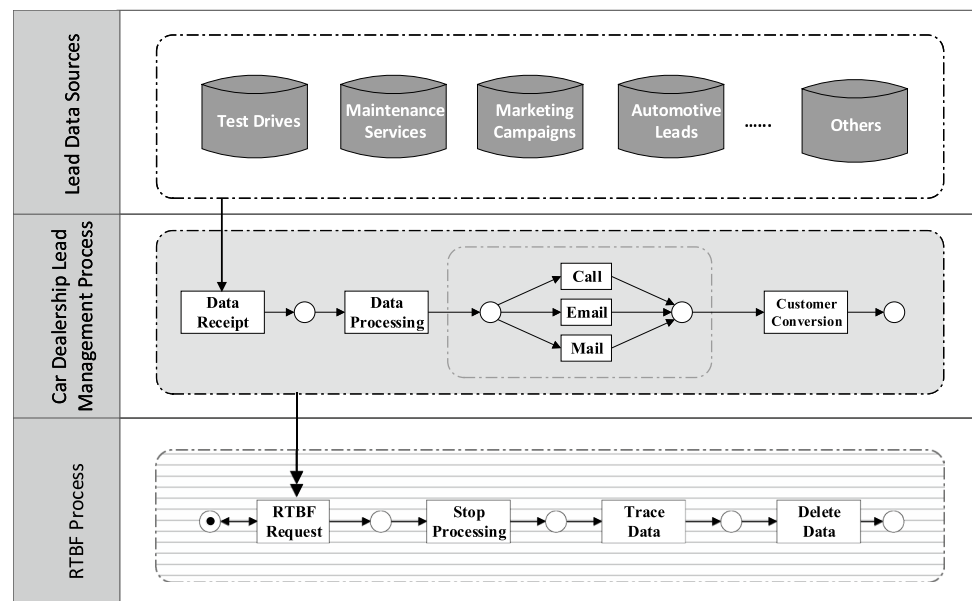 Lead Data Sources
Test Drives
Maintenance
Services
Marketing
Campaigns
Automotive
Leads
......
Others
Car Dealership Lead
Management Process
Data
Receipt
Data
Processing
Call
Email
Mail
Customer
Conversion
RTBF Process
RTBF
Request
Stop
Processing
Trace
Data
Delete
Data